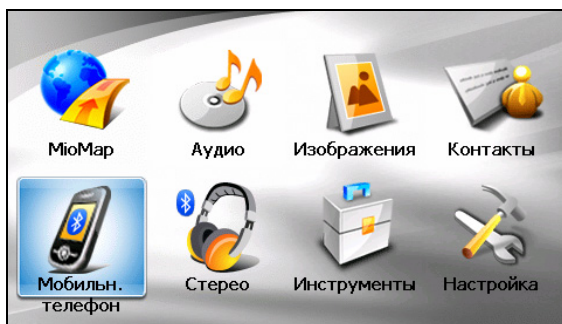 MioMap
Аудио
Изображения
Контакты
Мобильн.
телефон
Стерео
Инструменты
Настройка